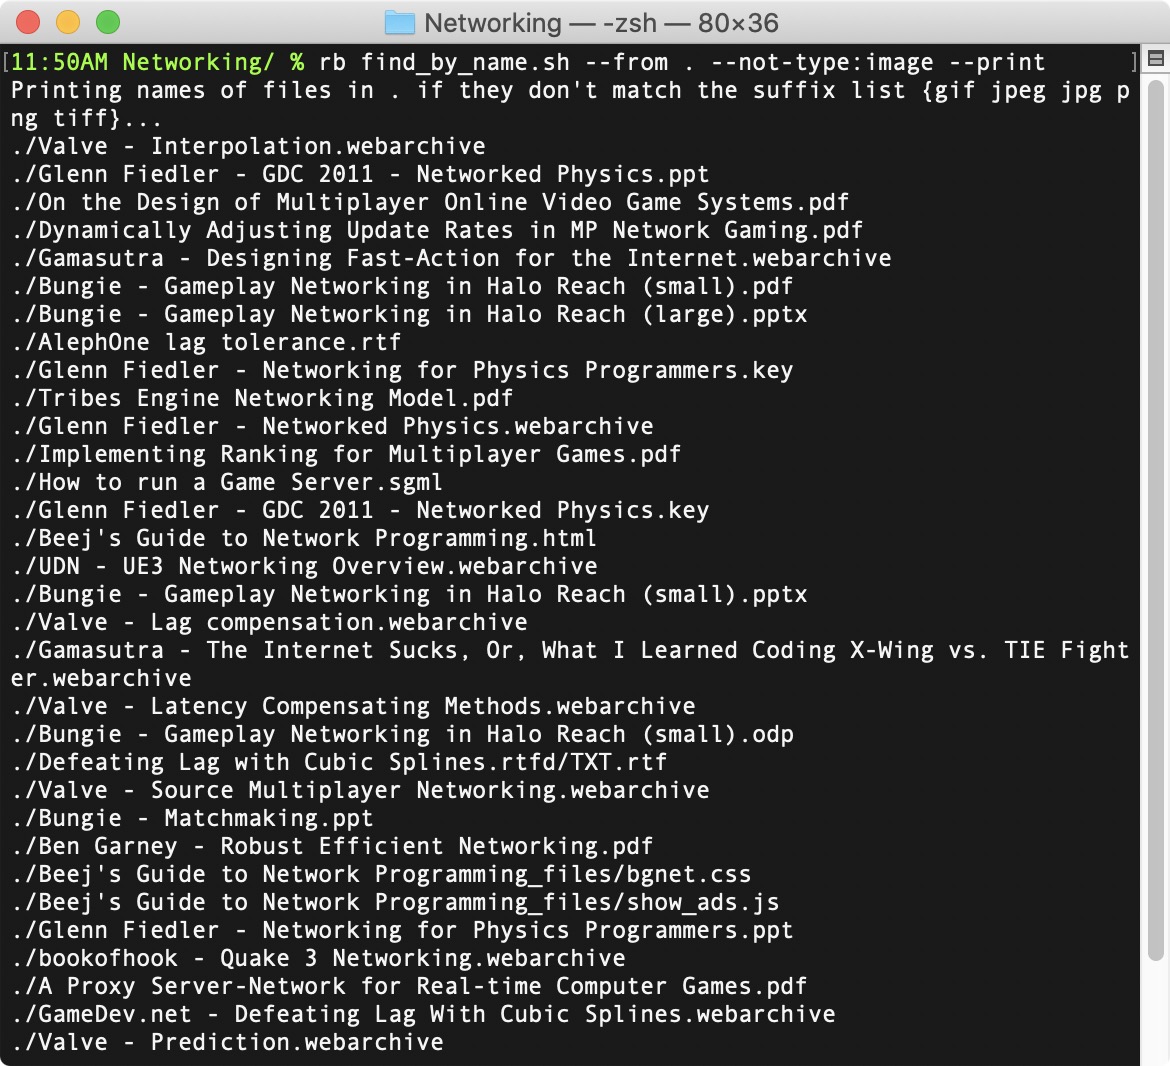 Networking — -zsh — 80×36
[11:50AM Networking/ % rb find_by_name.sh --from . --not-type:image --print ]
Printing names of files in . if they don't match the suffix list {gif jpeg jpg p
ng tiff}...
./Valve - Interpolation.webarchive
./Glenn Fiedler - GDC 2011 - Networked Physics.ppt
./On the Design of Multiplayer Online Video Game Systems.pdf
./Dynamically Adjusting Update Rates in MP Network Gaming.pdf
./Gamasutra - Designing Fast-Action for the Internet.webarchive
./Bungie - Gameplay Networking in Halo Reach (small).pdf
./Bungie - Gameplay Networking in Halo Reach (large).pptx
./AlephOne lag tolerance.rtf
./Glenn Fiedler - Networking for Physics Programmers.key
./Tribes Engine Networking Model.pdf
./Glenn Fiedler - Networked Physics.webarchive
./Implementing Ranking for Multiplayer Games.pdf
./How to run a Game Server.sgml
./Glenn Fiedler - GDC 2011 - Networked Physics.key
./Beej's Guide to Network Programming.html
./UDN - UE3 Networking Overview.webarchive
./Bungie - Gameplay Networking in Halo Reach (small).pptx
./Valve - Lag compensation.webarchive
./Gamasutra - The Internet Sucks, Or, What I Learned Coding X-Wing vs. TIE Fight
er.webarchive
./Valve - Latency Compensating Methods.webarchive
./Bungie - Gameplay Networking in Halo Reach (small).odp
./Defeating Lag with Cubic Splines.rtfd/TXT.rtf
./Valve - Source Multiplayer Networking.webarchive
./Bungie - Matchmaking.ppt
./Ben Garney - Robust Efficient Networking.pdf
./Beej's Guide to Network Programming_files/bgnet.css
./Beej's Guide to Network Programming_files/show_ads.js
./Glenn Fiedler - Networking for Physics Programmers.ppt
./bookofhook - Quake 3 Networking.webarchive
./A Proxy Server-Network for Real-time Computer Games.pdf
./GameDev.net - Defeating Lag With Cubic Splines.webarchive
./Valve - Prediction.webarchive